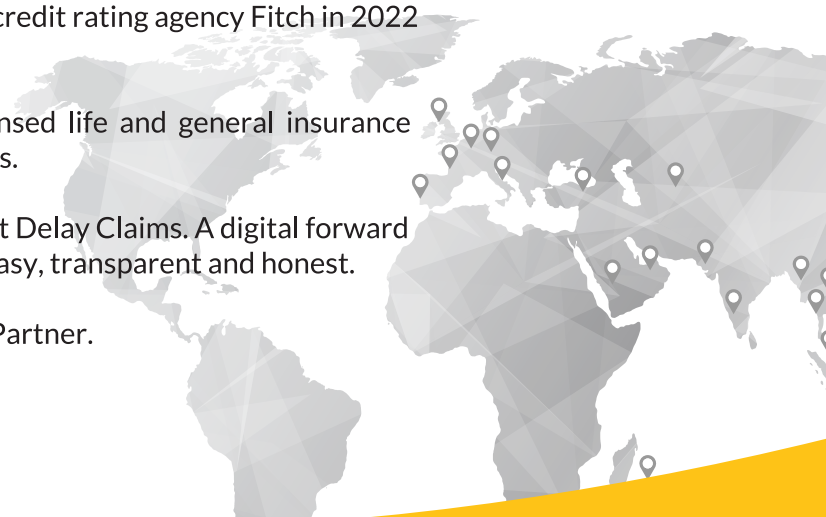 credit rating agency Fitch in 2022
nsed life and general insurance
s.
t Delay Claims. A digital forward
asy, transparent and honest.
Partner.